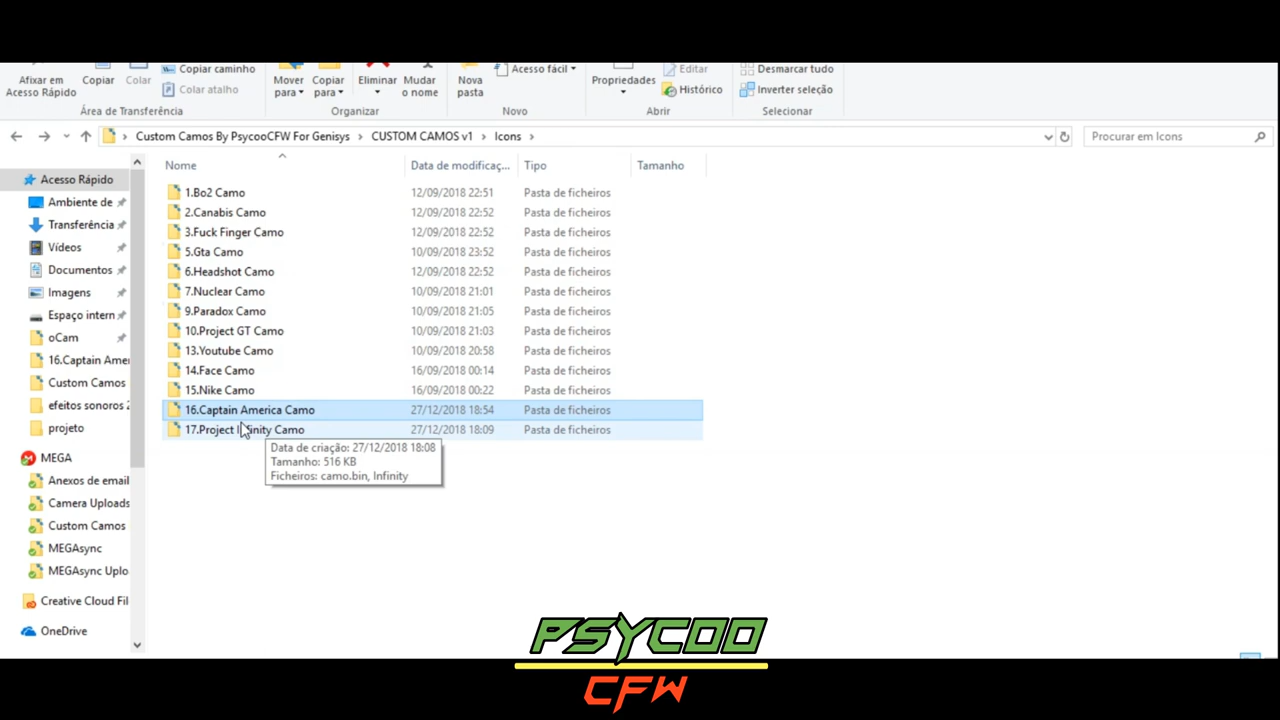 Afixar em
Acesso Rápido
Copiar
Colar
Copiar caminho
Colar atalho
Área de Transferência
Mover
para
Copiar
para
Eliminar
Mudar
o nome
Organizar
Nova
pasta
Acesso fácil
Novo
Propriedades
Editar
Histórico
Abrir
Desmarcar tudo
Inverter seleção
Selecionar
Custom Camos By PsycooCFW For Genisys > CUSTOM CAMOS v1 > Icons >
Procurar em Icons
Nome Data de modificaç... Tipo Tamanho
1.Bo2 Camo 12/09/2018 22:51 Pasta de ficheiros
2.Canabis Camo 12/09/2018 22:52 Pasta de ficheiros
3.Fuck Finger Camo 12/09/2018 22:52 Pasta de ficheiros
5.Gta Camo 10/09/2018 23:52 Pasta de ficheiros
6.Headshot Camo 12/09/2018 22:52 Pasta de ficheiros
7.Nuclear Camo 10/09/2018 21:01 Pasta de ficheiros
9.Paradox Camo 10/09/2018 21:05 Pasta de ficheiros
10.Project GT Camo 10/09/2018 21:03 Pasta de ficheiros
13.Youtube Camo 10/09/2018 20:58 Pasta de ficheiros
14.Face Camo 16/09/2018 00:14 Pasta de ficheiros
15.Nike Camo 16/09/2018 00:22 Pasta de ficheiros
16.Captain America Camo 27/12/2018 18:54 Pasta de ficheiros
17.Project Infinity Camo 27/12/2018 18:09 Pasta de ficheiros
Data de criação: 27/12/2018 18:08
Tamanho: 516 KB
Ficheiros: camo.bin, Infinity
Acesso Rápido
Ambiente de
Transferência
Vídeos
Documentos
Imagens
Espaço intern
oCam
16.Captain Ame
Custom Camos
efeitos sonoros 2
projeto
MEGA
Anexos de email
Camera Uploads
Custom Camos
MEGAsync
MEGAsync Uplo
Creative Cloud Fil
OneDrive
PSYCOO
CFW